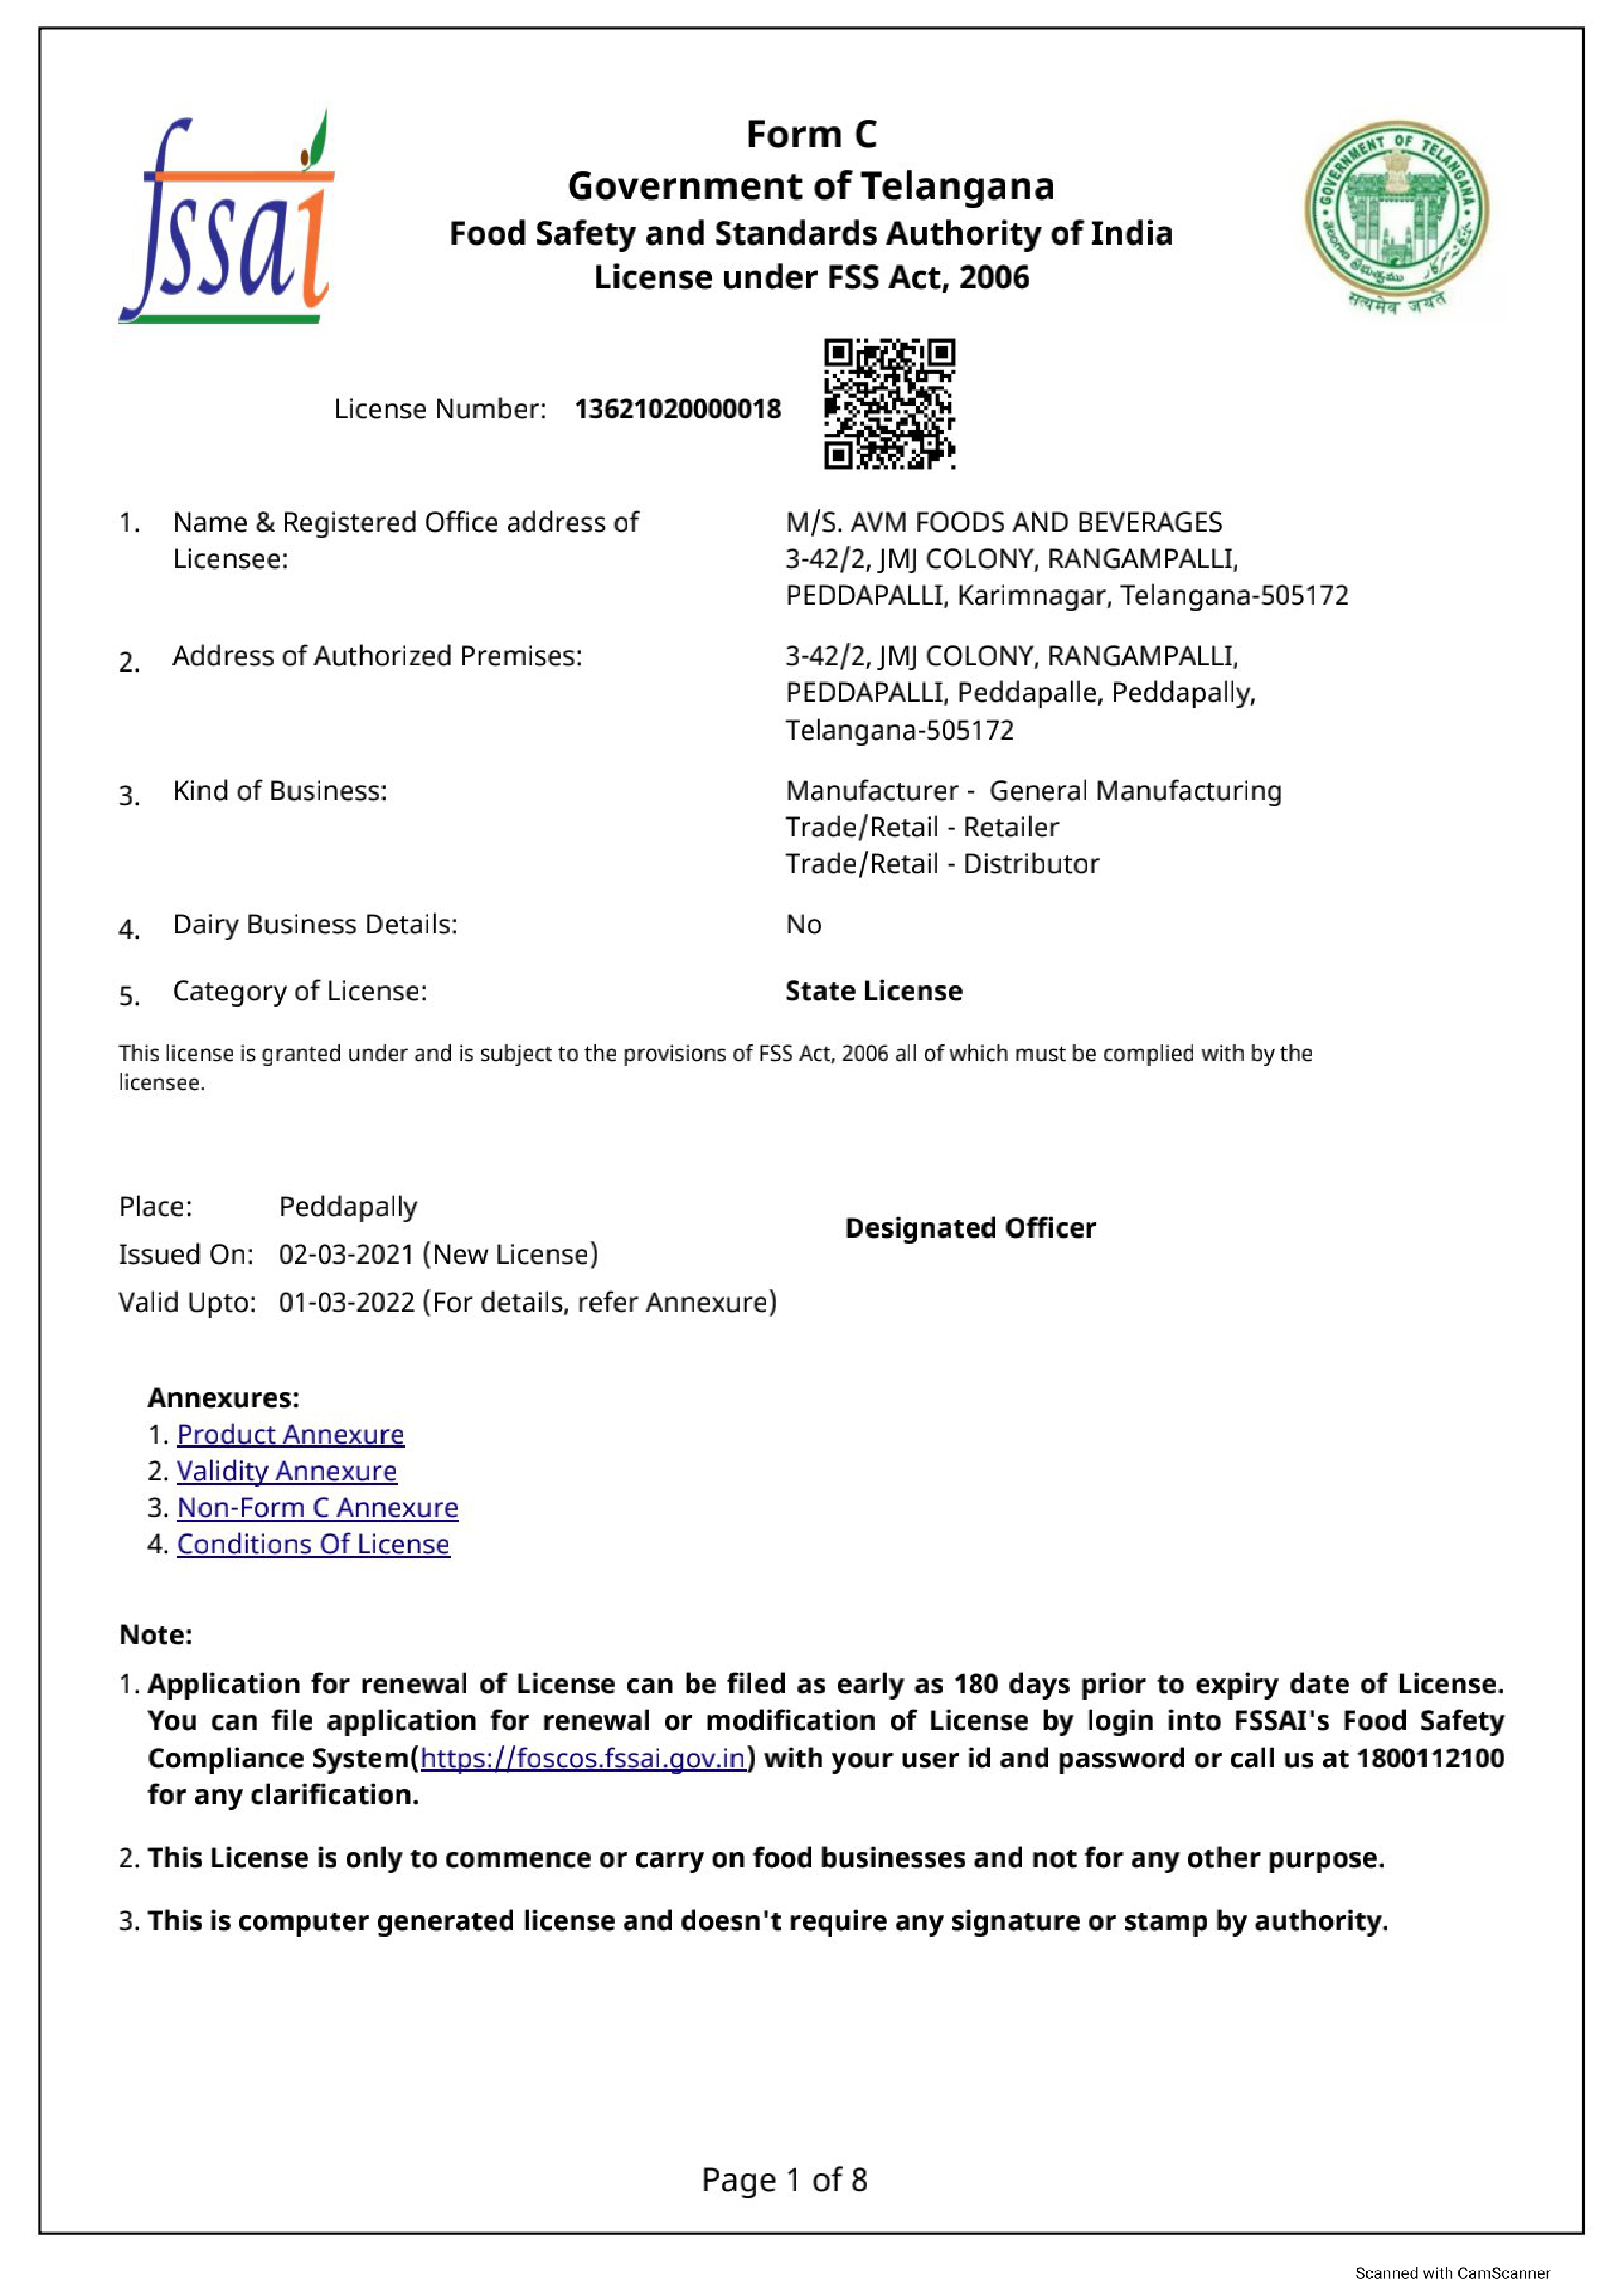 fssai
Form C
Government of Telangana
Food Safety and Standards Authority of India
License under FSS Act, 2006
GOVERNMENT OF TELANGANA
తెలంగాణ ప్రభుత్వము
सत्यमेव जयते
License Number: 13621020000018
1. Name & Registered Office address of Licensee:
M/S. AVM FOODS AND BEVERAGES
3-42/2, JMJ COLONY, RANGAMPALLI,
PEDDAPALLI, Karimnagar, Telangana-505172
2. Address of Authorized Premises:
3-42/2, JMJ COLONY, RANGAMPALLI,
PEDDAPALLI, Peddapalle, Peddapally,
Telangana-505172
3. Kind of Business:
Manufacturer - General Manufacturing
Trade/Retail - Retailer
Trade/Retail - Distributor
4. Dairy Business Details: No
5. Category of License: State License
This license is granted under and is subject to the provisions of FSS Act, 2006 all of which must be complied with by the
licensee.
Place: Peddapally
Designated Officer
Issued On: 02-03-2021 (New License)
Valid Upto: 01-03-2022 (For details, refer Annexure)
Annexures:
1. Product Annexure
2. Validity Annexure
3. Non-Form C Annexure
4. Conditions Of License
Note:
1. Application for renewal of License can be filed as early as 180 days prior to expiry date of License.
You can file application for renewal or modification of License by login into FSSAI's Food Safety
Compliance System(https://foscos.fssai.gov.in) with your user id and password or call us at 1800112100
for any clarification.
2. This License is only to commence or carry on food businesses and not for any other purpose.
3. This is computer generated license and doesn't require any signature or stamp by authority.
Page 1 of 8
Scanned with CamScanner